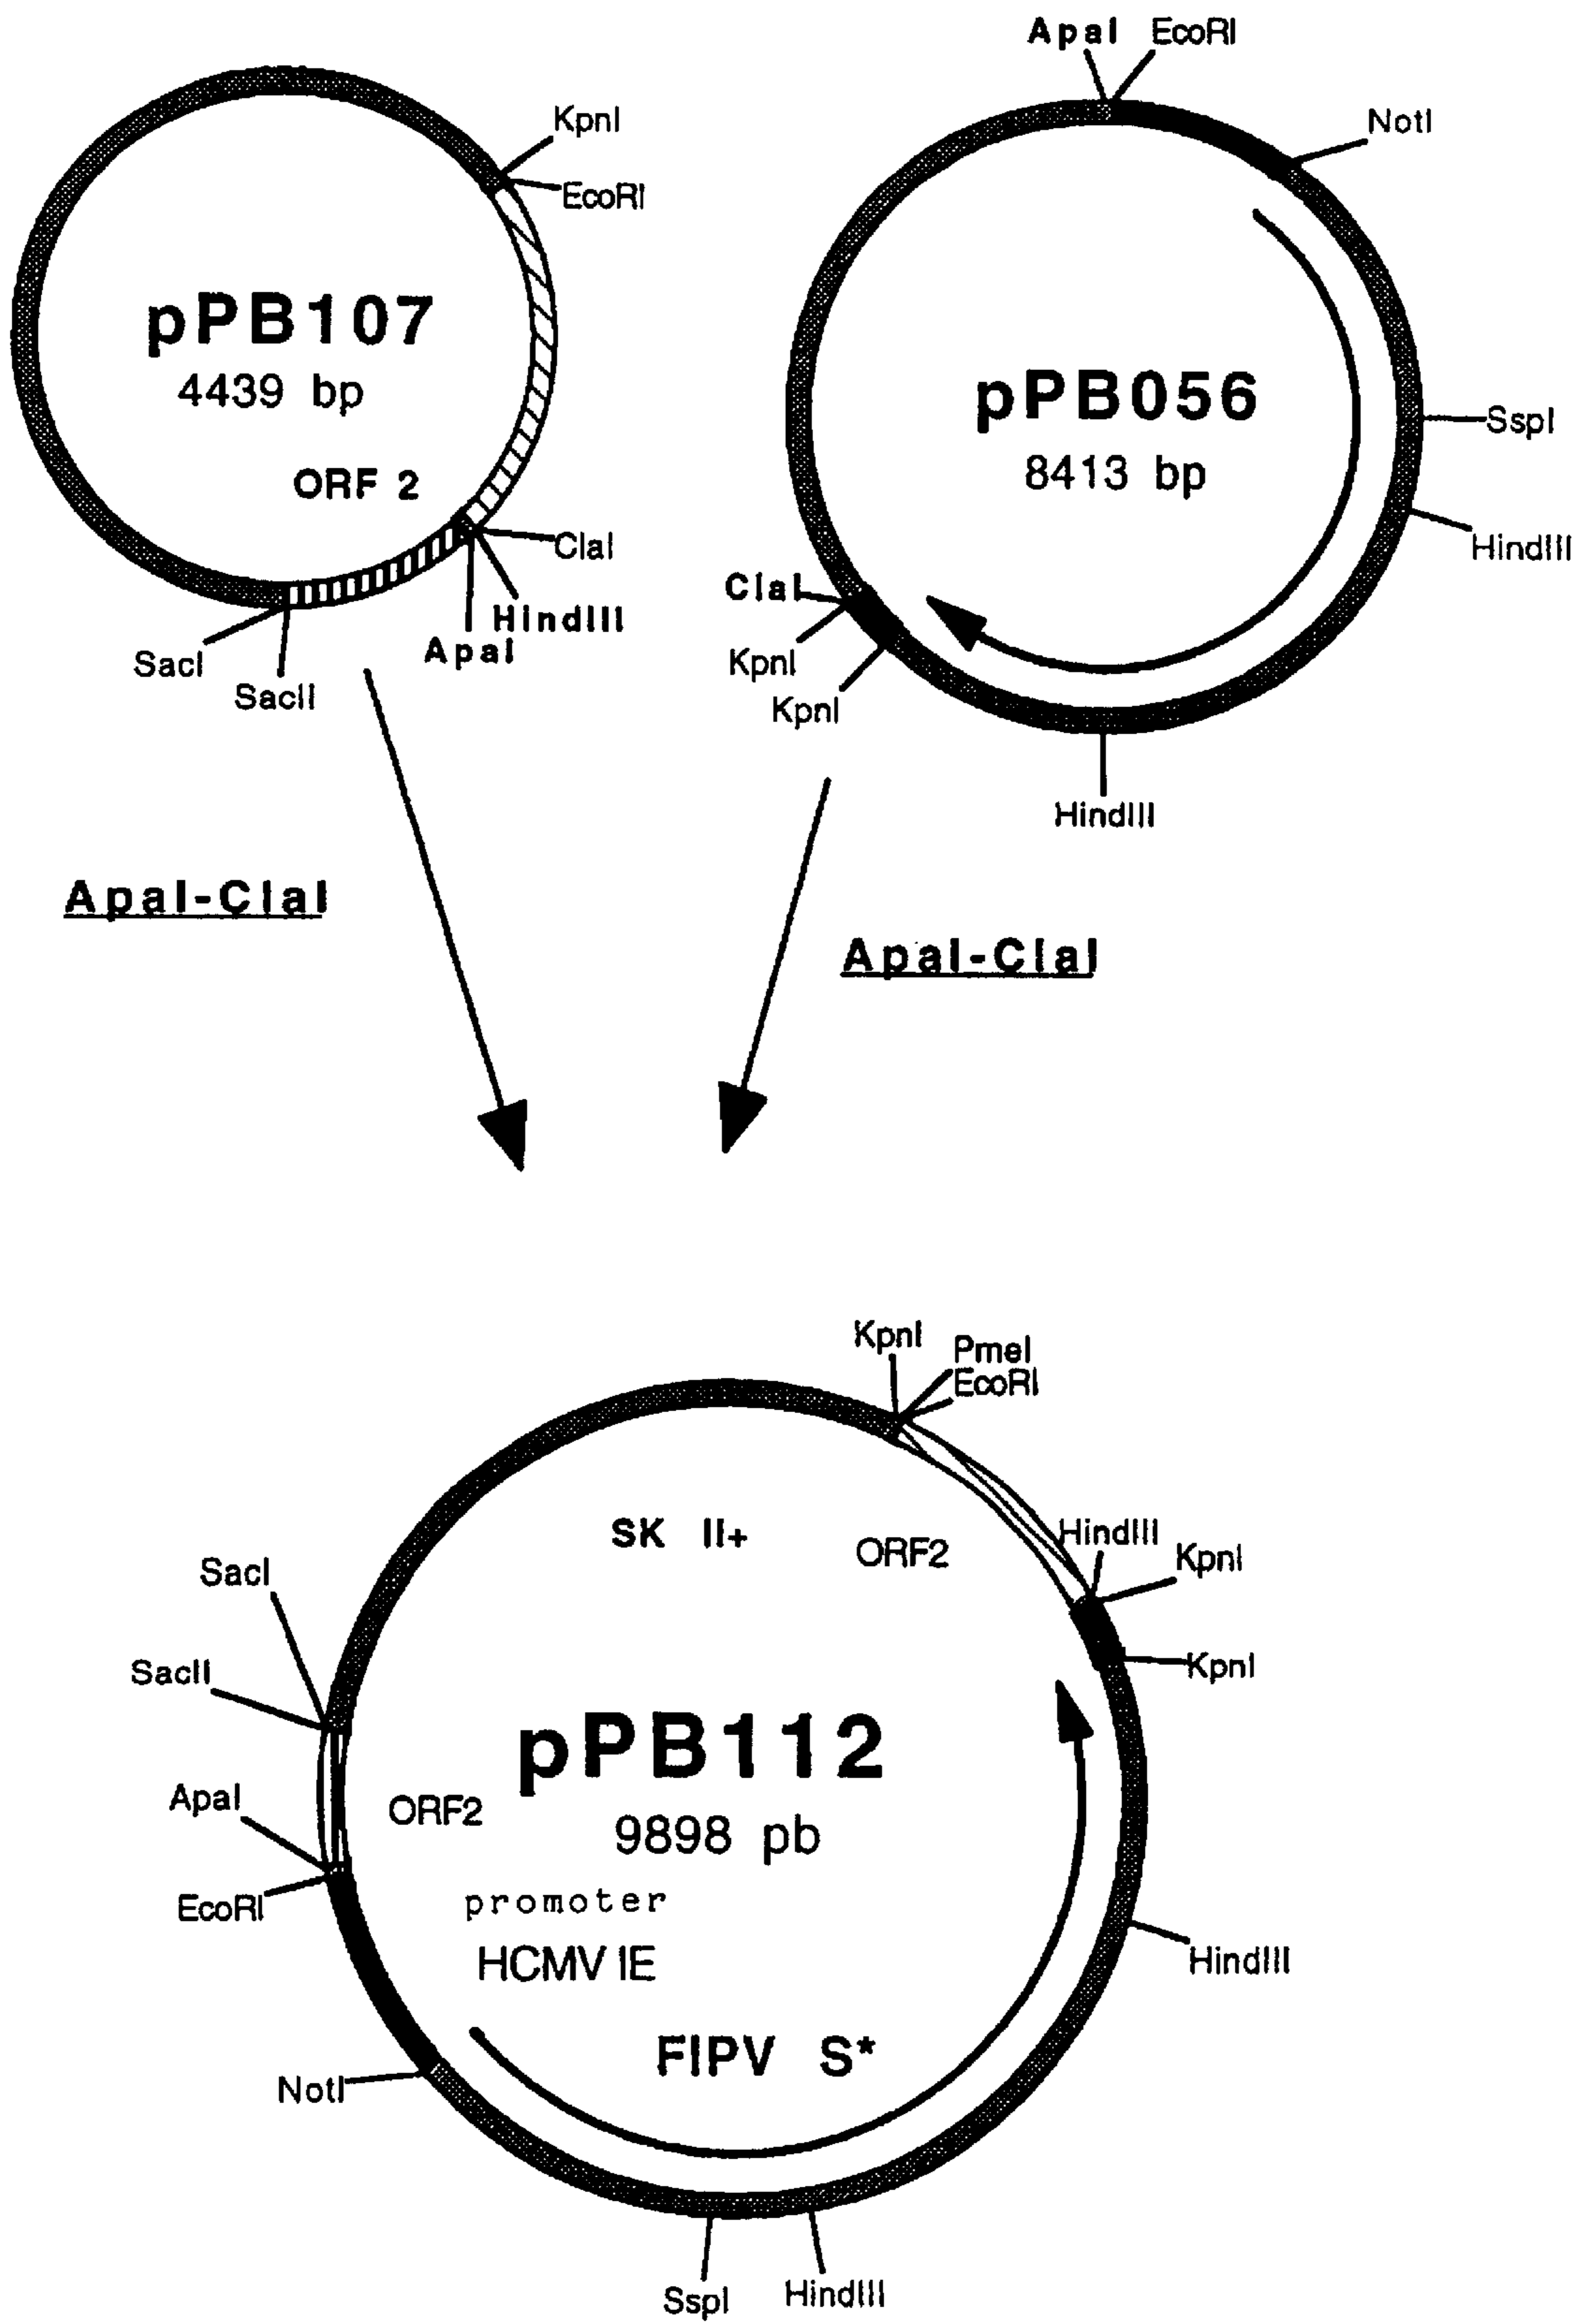 ApaI EcoRI
KpnI
NotI
EcoRI
pPB107
4439 bp
pPB056
8413 bp
SspI
ORF 2
ClaI
HindIII
ClaI
HindIII
ApaI
SacI
SacII
KpnI
KpnI
HindIII
ApaI-ClaI
ApaI-ClaI
KpnI
PmeI
EcoRI
SK II+
ORF2
HindIII
KpnI
SacI
SacII
KpnI
pPB112
9898 pb
ApaI
ORF2
EcoRI
promoter
HCMV IE
HindIII
FIPV S*
NotI
SspI
HindIII